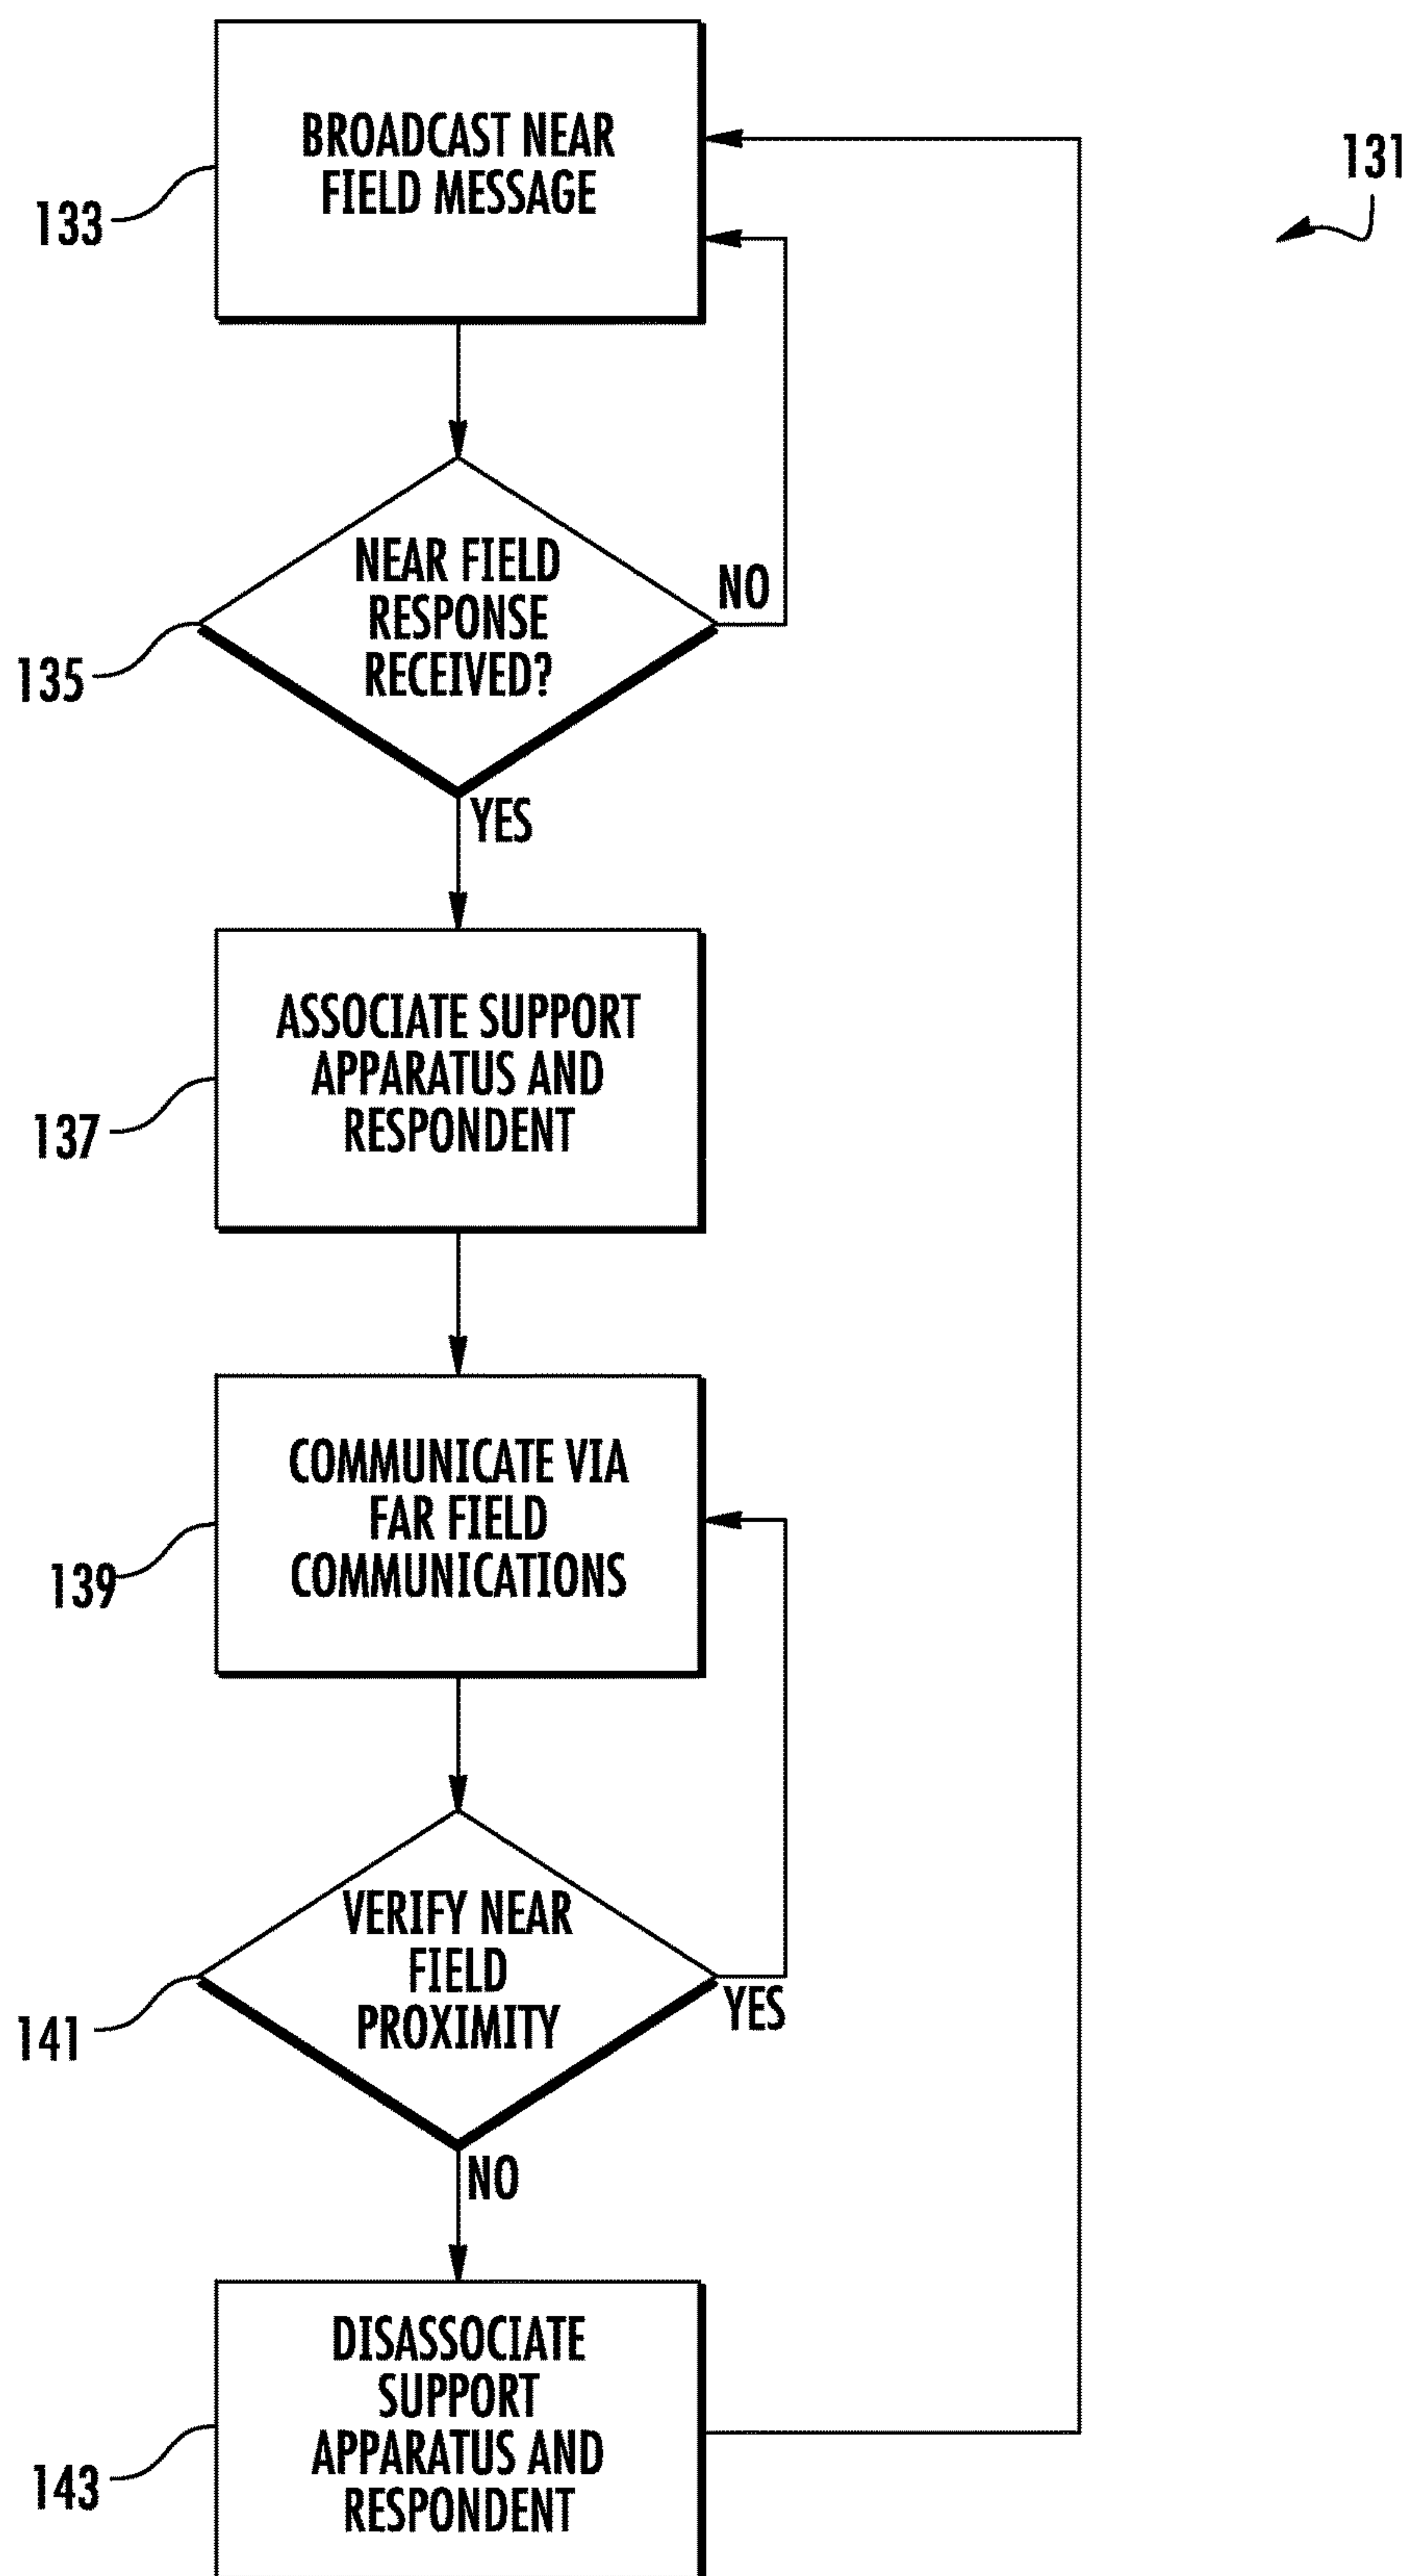 BROADCAST NEAR
FIELD MESSAGE
131
133
NEAR FIELD
RESPONSE
RECEIVED?
NO
135
YES
ASSOCIATE SUPPORT
APPARATUS AND
RESPONDENT
137
COMMUNICATE VIA
FAR FIELD
COMMUNICATIONS
139
VERIFY NEAR
FIELD
PROXIMITY
YES
141
NO
DISASSOCIATE
SUPPORT
APPARATUS AND
RESPONDENT
143